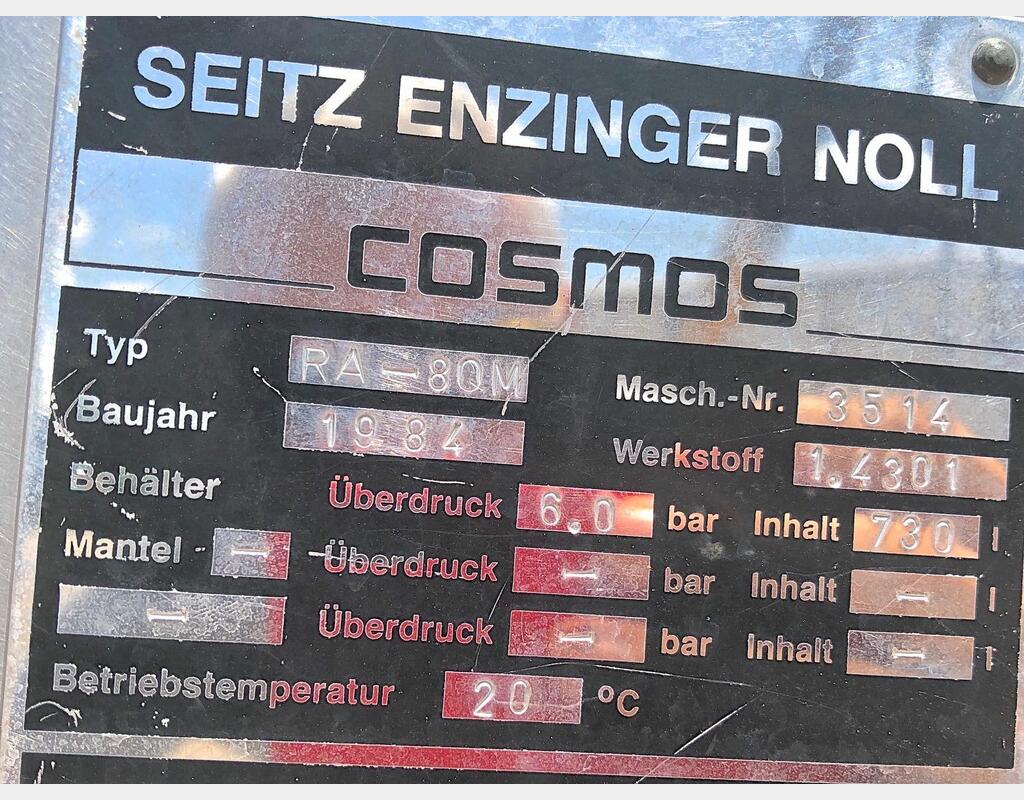 SEITZ ENZINGER NOLL
COSMOS
Typ RA-80M Masch.-Nr. 3514
Baujahr 1984 Werkstoff 1.4301
Behälter Überdruck 6.0 bar Inhalt 730 l
Mantel - Überdruck - bar Inhalt - l
- Überdruck - bar Inhalt - l
Betriebstemperatur 20 °C